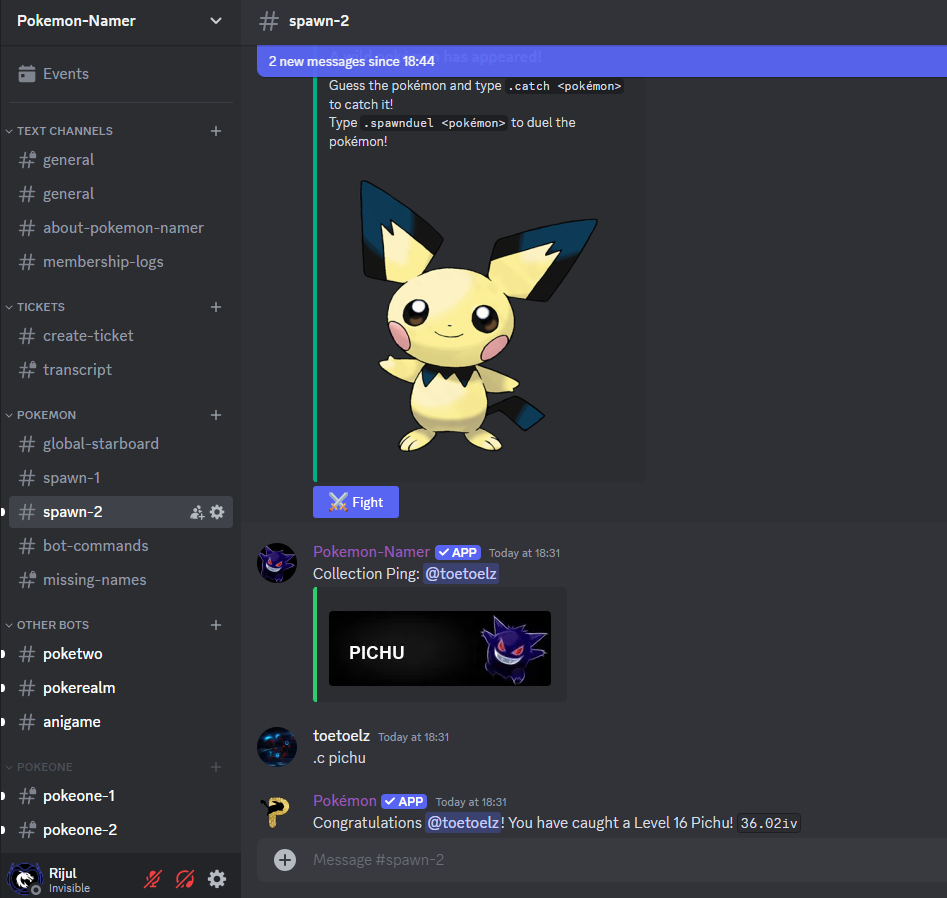 Pokemon-Namer
Events
TEXT CHANNELS
general
general
about-pokemon-namer
membership-logs
TICKETS
create-ticket
transcript
POKEMON
global-starboard
spawn-1
spawn-2
bot-commands
missing-names
OTHER BOTS
poketwo
pokerealm
anigame
POKEONE
pokeone-1
pokeone-2
Rijul
Invisible
spawn-2
A wild pokémon has appeared!
2 new messages since 18:44
Guess the pokémon and type .catch <pokémon>
to catch it!
Type .spawnduel <pokémon> to duel the
pokémon!
Fight
Pokemon-Namer APP Today at 18:31
Collection Ping: @toetoelz
PICHU
toetoelz Today at 18:31
.c pichu
Pokémon APP Today at 18:31
Congratulations @toetoelz! You have caught a Level 16 Pichu! 36.02iv
Message #spawn-2